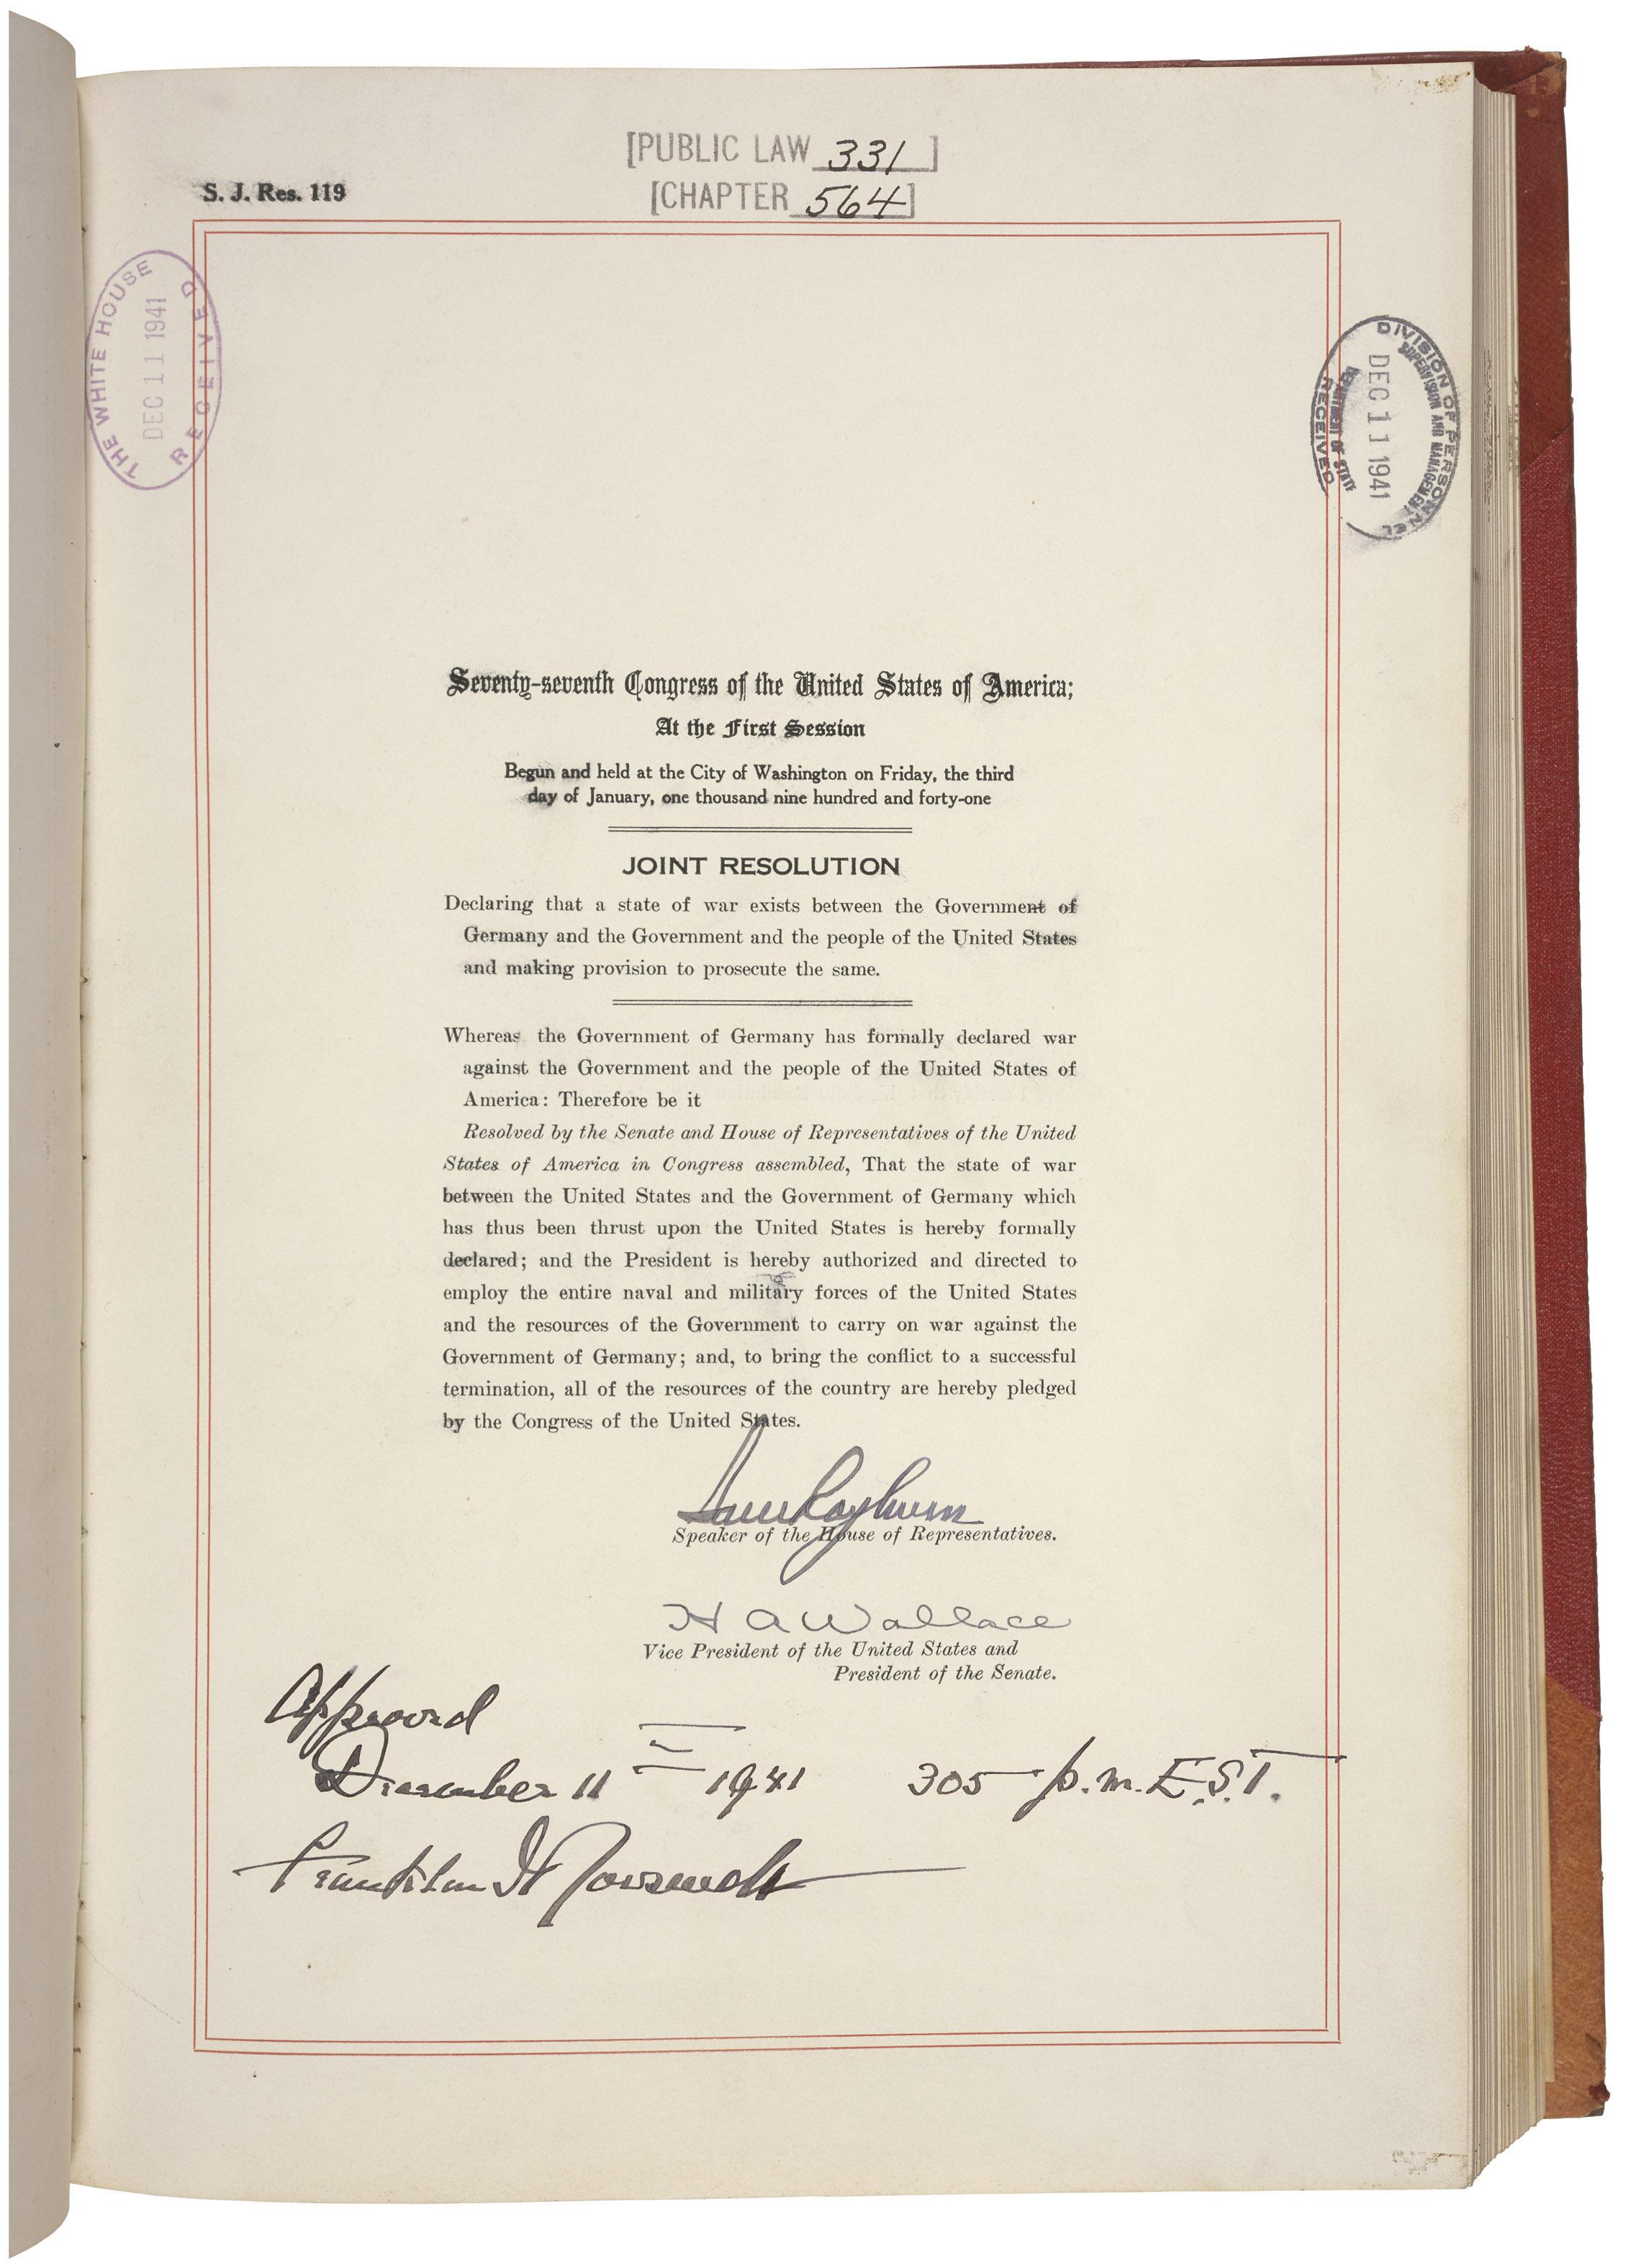 [PUBLIC LAW 331]
[CHAPTER 564]
S. J. Res. 119
THE WHITE HOUSE
DEC 11 1941
RECEIVED
DIVISION OF PERSONNEL
SUPERVISION AND MANAGEMENT
DEC 11 1941
DEPARTMENT OF STATE
RECEIVED
Seventy-seventh Congress of the United States of America;
At the First Session
Begun and held at the City of Washington on Friday, the third
day of January, one thousand nine hundred and forty-one
JOINT RESOLUTION
Declaring that a state of war exists between the Government of
Germany and the Government and the people of the United States
and making provision to prosecute the same.
Whereas the Government of Germany has formally declared war
against the Government and the people of the United States of
America: Therefore be it
Resolved by the Senate and House of Representatives of the United
States of America in Congress assembled, That the state of war
between the United States and the Government of Germany which
has thus been thrust upon the United States is hereby formally
declared; and the President is hereby authorized and directed to
employ the entire naval and military forces of the United States
and the resources of the Government to carry on war against the
Government of Germany; and, to bring the conflict to a successful
termination, all of the resources of the country are hereby pledged
by the Congress of the United States.
Sam Rayburn
Speaker of the House of Representatives.
H A Wallace
Vice President of the United States and
President of the Senate.
Approved
December 11 1941 305 p.m. E.S.T.
Franklin D Roosevelt